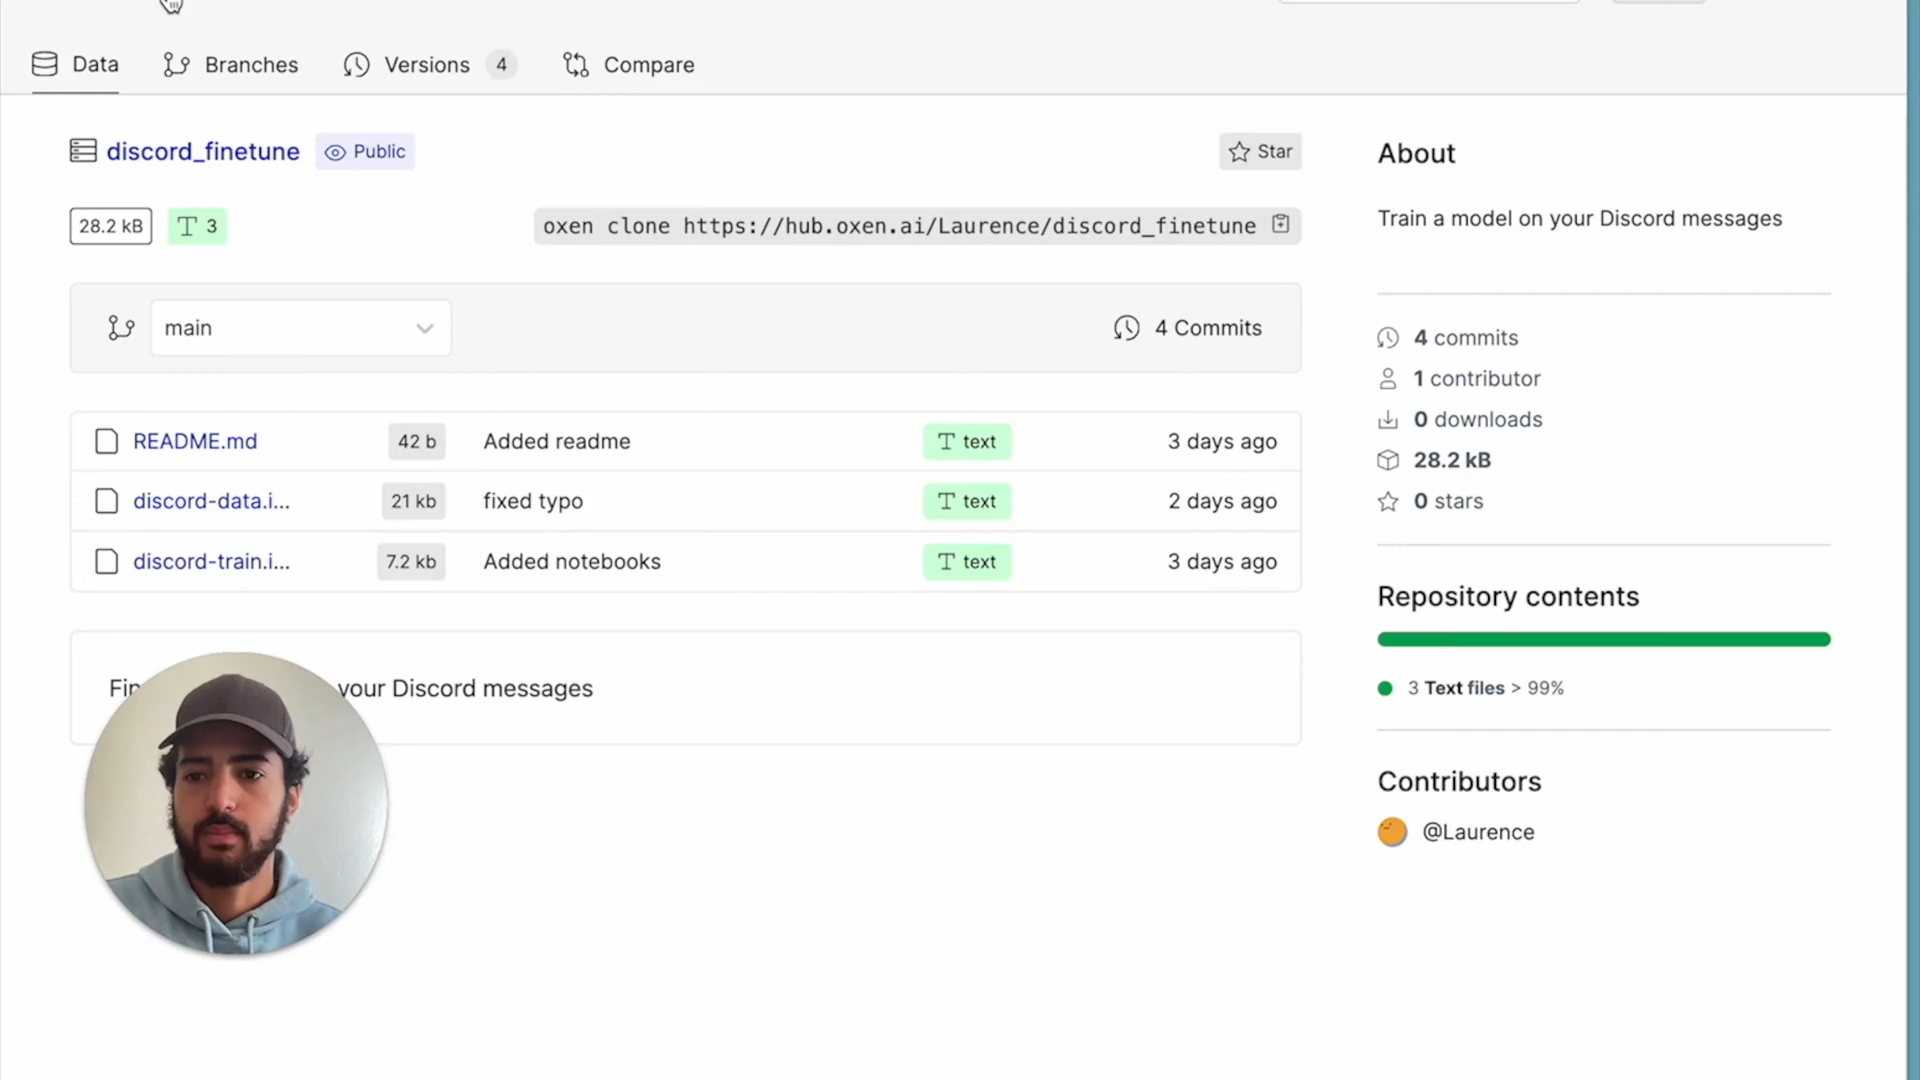 Data Branches Versions 4 Compare
discord_finetune Public Star
28.2 kB T 3 oxen clone https://hub.oxen.ai/Laurence/discord_finetune
main 4 Commits
README.md 42 b Added readme T text 3 days ago
discord-data.i... 21 kb fixed typo T text 2 days ago
discord-train.i... 7.2 kb Added notebooks T text 3 days ago
your Discord messages
About
Train a model on your Discord messages
4 commits
1 contributor
0 downloads
28.2 kB
0 stars
Repository contents
3 Text files > 99%
Contributors
@Laurence